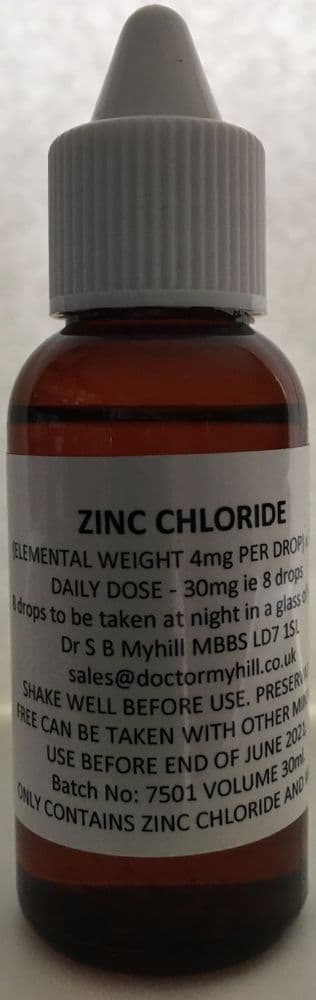 ZINC CHLORIDE
(ELEMENTAL WEIGHT 4mg PER DROP)
DAILY DOSE - 30mg ie 8 drops
8 drops to be taken at night in a glass of
Dr S B Myhill MBBS LD7 1SL
sales@doctormyhill.co.uk
SHAKE WELL BEFORE USE.
FREE CAN BE TAKEN WITH OTHER
USE BEFORE END OF JUNE 2021
Batch No: 7501 VOLUME 30ml.
ONLY CONTAINS ZINC CHLORIDE AND